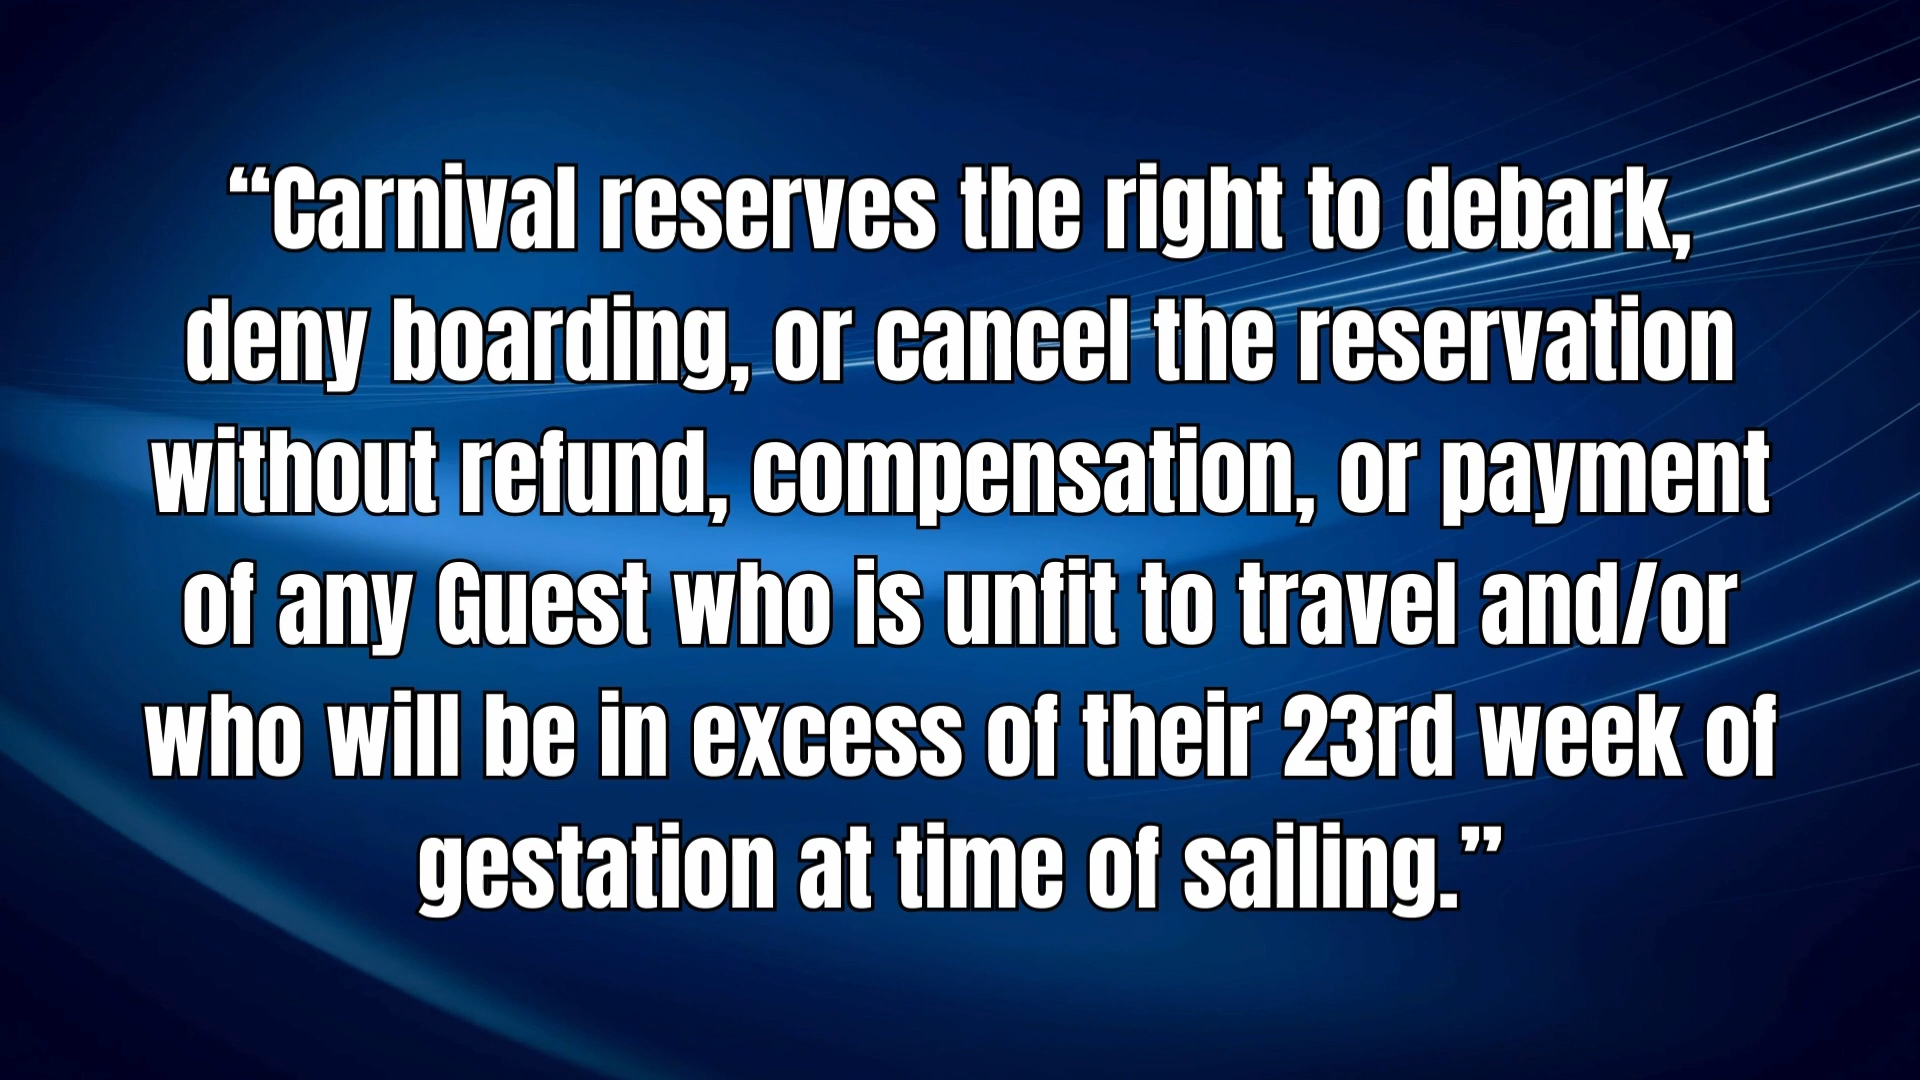 “Carnival reserves the right to debark,
deny boarding, or cancel the reservation
without refund, compensation, or payment
of any Guest who is unfit to travel and/or
who will be in excess of their 23rd week of
gestation at time of sailing.”